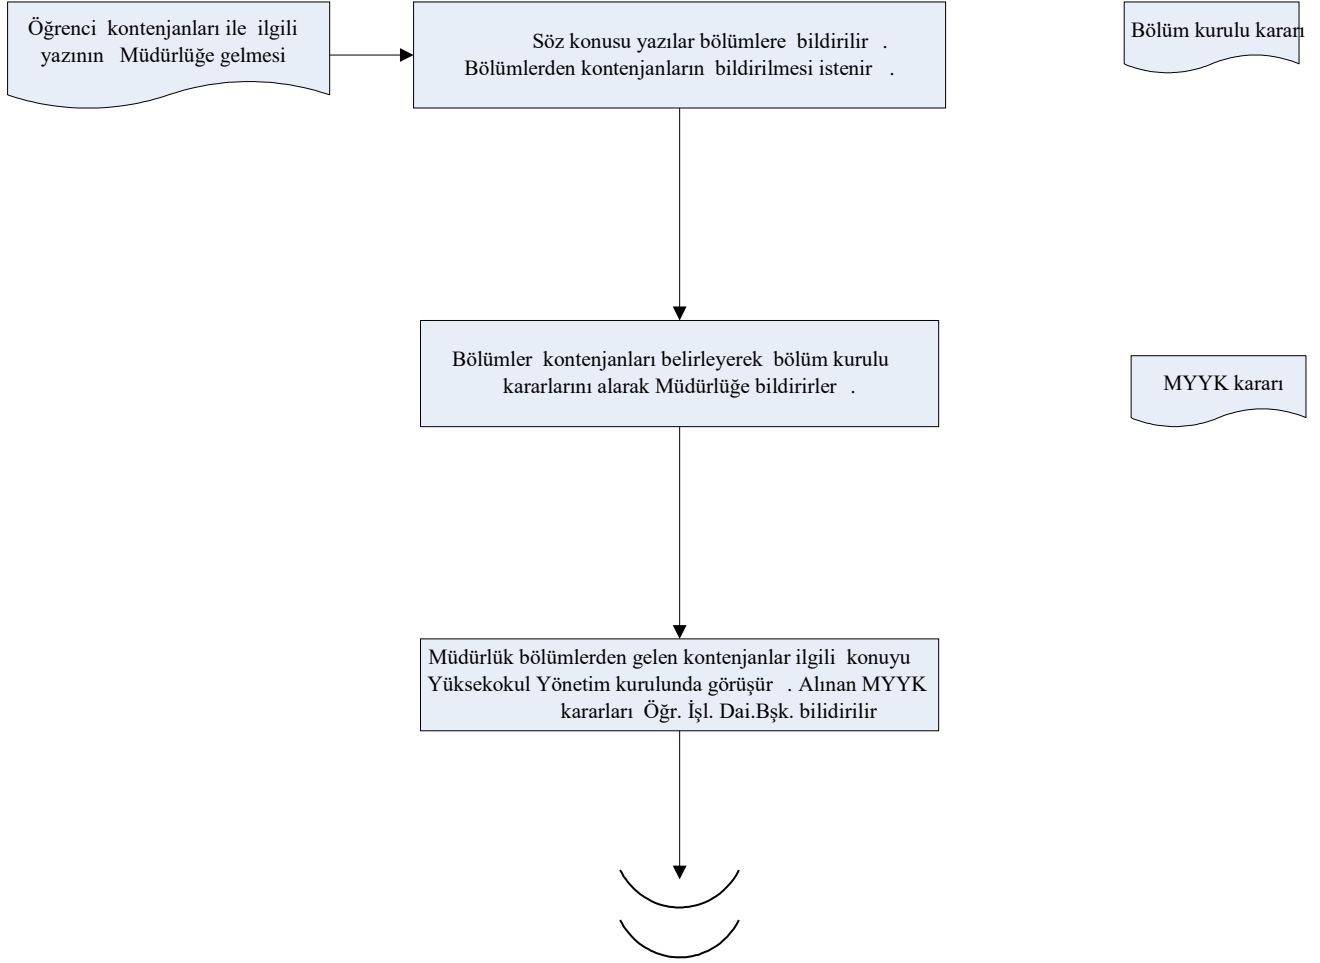 Öğrenci kontenjanları ile ilgili
yazının Müdürlüğe gelmesi
Söz konusu yazılar bölümlere bildirilir .
Bölümlerden kontenjanların bildirilmesi istenir .
Bölüm kurulu kararı
Bölümler kontenjanları belirleyerek bölüm kurulu
kararlarını alarak Müdürlüğe bildirirler .
MYYK kararı
Müdürlük bölümlerden gelen kontenjanlar ilgili konuyu
Yüksekokul Yönetim kurulunda görüşür . Alınan MYYK
kararları Öğr. İşl. Dai.Bşk. bilidirilir